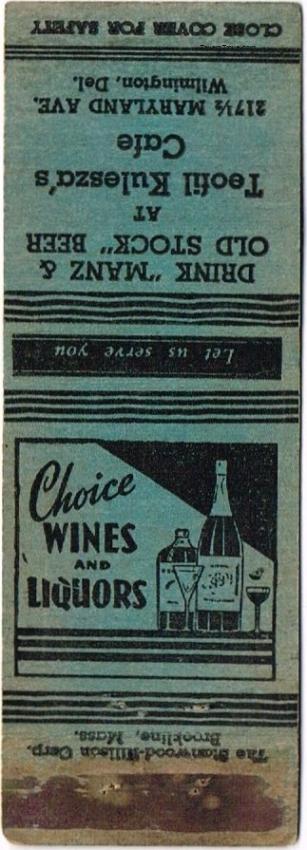 CLOSE COVER FOR SAFETY
DRINK "MANZ &
OLD STOCK" BEER
AT
Teofil Kulesza's
Cafe
217½ MARYLAND AVE.
Wilmington, Del.
Let us serve you
Choice
WINES
AND
LIQUORS
The Stanwood-Hillson Corp.
Brookline, Mass.